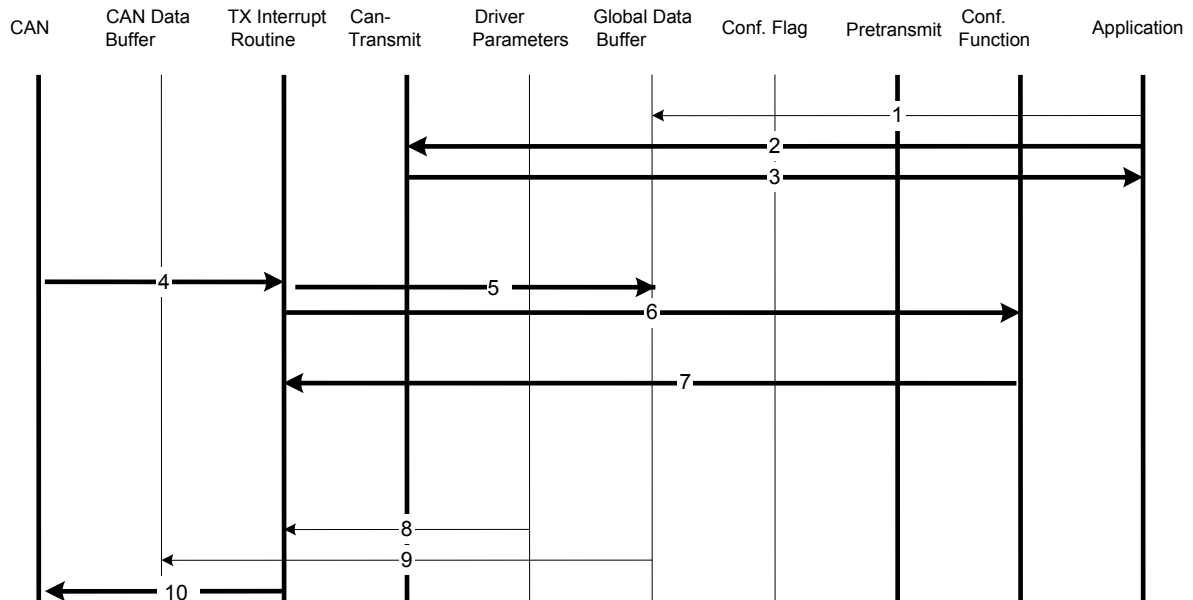 CAN
CAN Data
Buffer
TX Interrupt
Routine
Can-
Transmit
Driver
Parameters
Global Data
Buffer
Conf. Flag
Pretransmit
Conf.
Function
Application
1
2
3
4
5
6
7
8
9
10